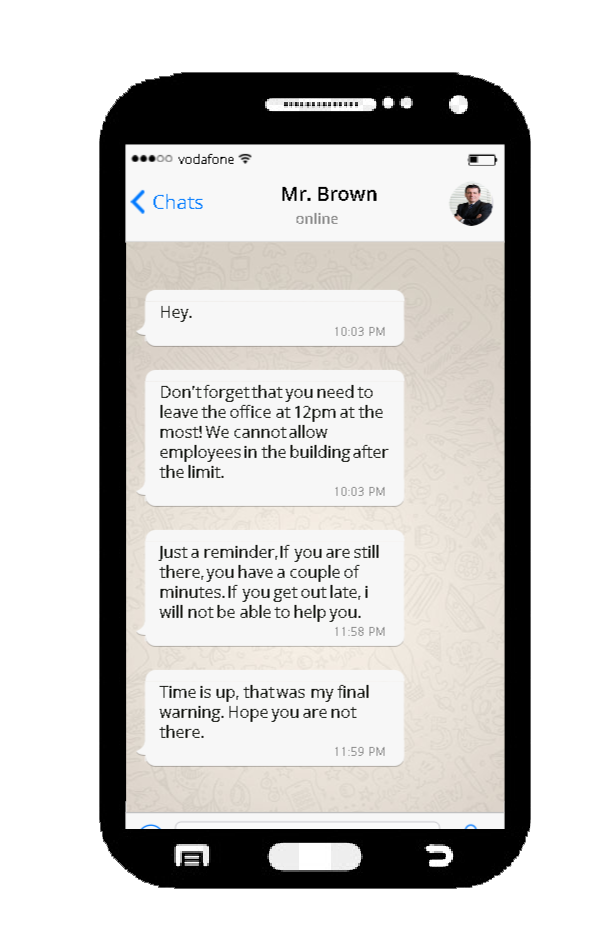 vodafone
Chats
Mr. Brown
online
Hey.
10:03 PM
Don't forget that you need to
leave the office at 12pm at the
most! We cannot allow
employees in the building after
the limit.
10:03 PM
Just a reminder,If you are still
there, you have a couple of
minutes. If you get out late, i
will not be able to help you.
11:58 PM
Time is up, that was my final
warning. Hope you are not
there.
11:59 PM